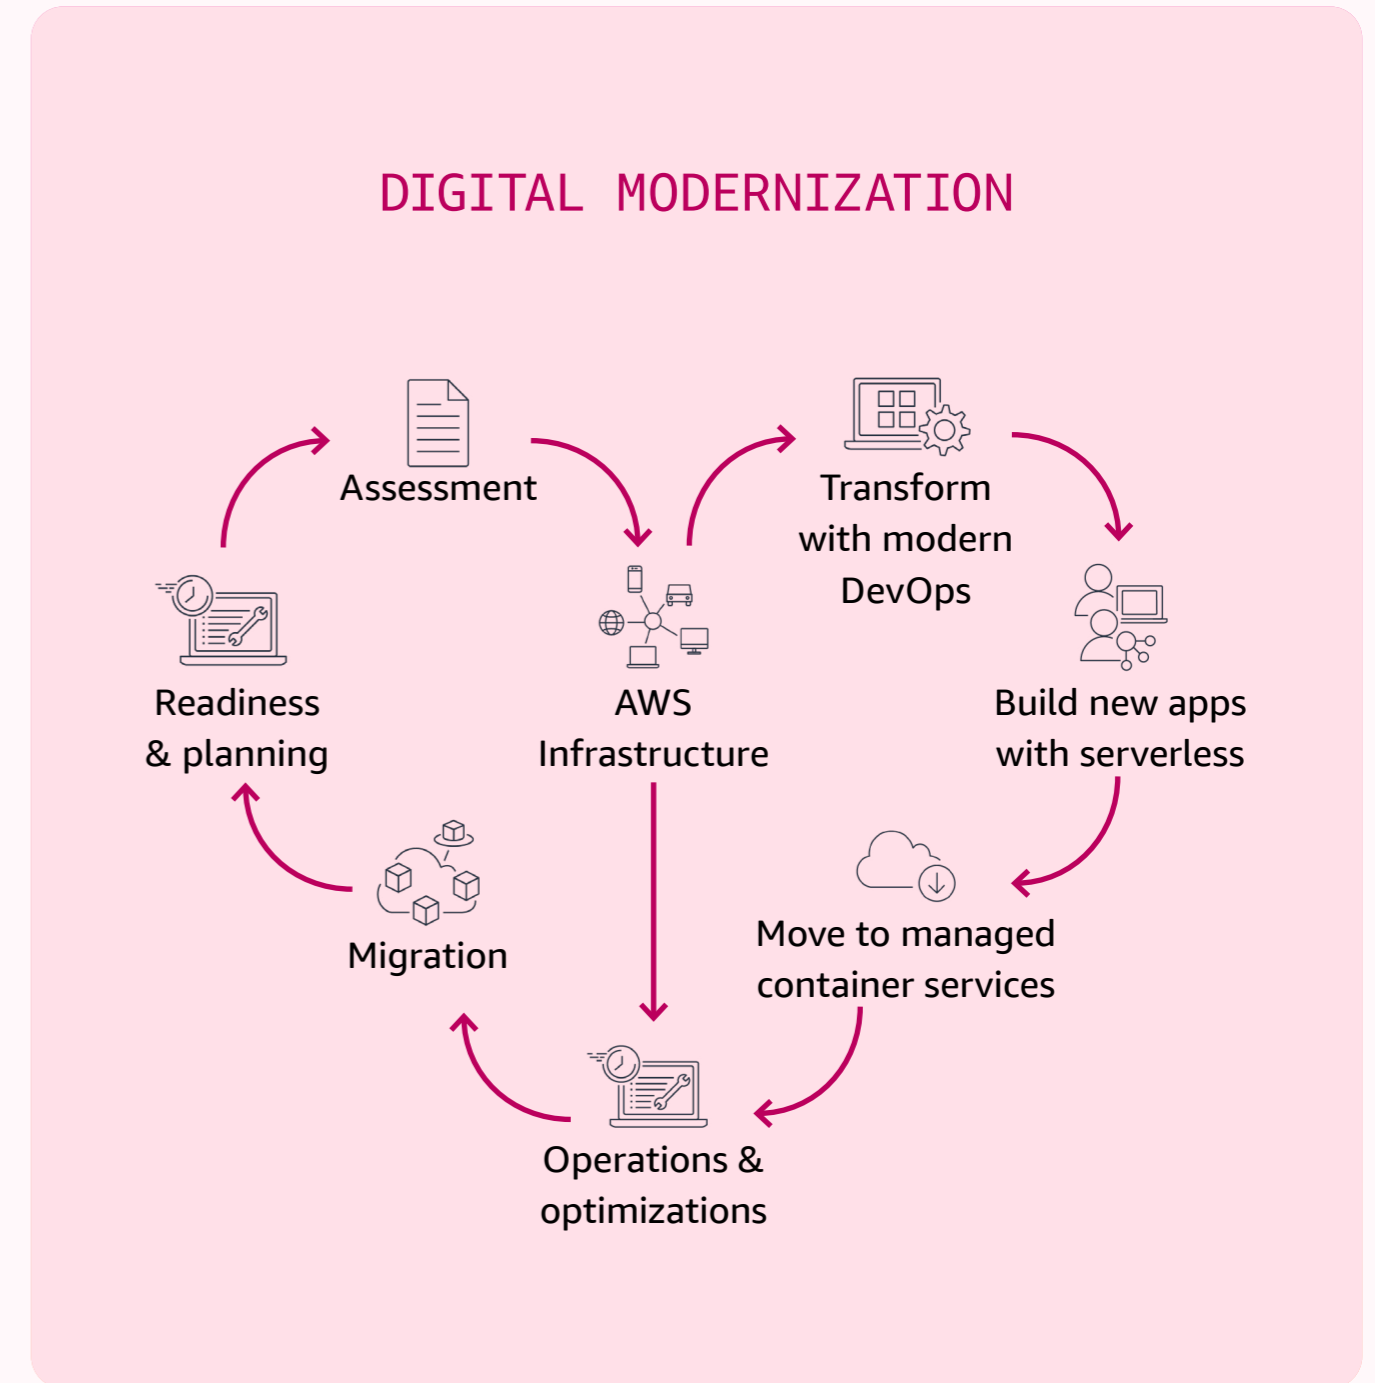 DIGITAL MODERNIZATION
Assessment
Transform
with modern
DevOps
Readiness
& planning
AWS
Infrastructure
Build new apps
with serverless
Migration
Move to managed
container services
Operations &
optimizations